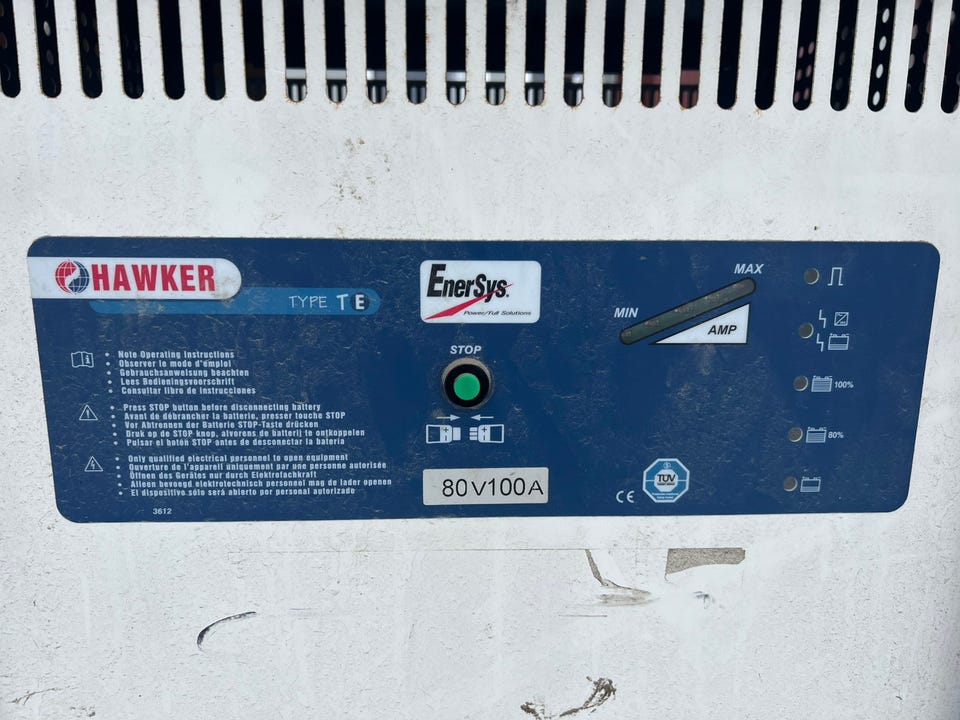 HAWKER
TYPE TE
EnerSys.
Power/Full Solutions
MIN
MAX
AMP
STOP
• Note Operating Instructions
• Observer le mode d'emploi
• Gebrauchsanweisung beachten
• Lees Bedieningsvoorschrift
• Consultar libro de instrucciones
• Press STOP button before disconnecting battery
• Avant de débrancher la batterie, presser touche STOP
• Vor Abtrennen der Batterie STOP-Taste drücken
• Druk op de STOP knop, alvorens de batterij te ontkoppelen
• Pulsar el botón STOP antes de desconectar la batería
• Only qualified electrical personnel to open equipment
• Ouverture de l'appareil uniquement par une personne autorisée
• Öffnen des Gerätes nur durch Elektrofachkraft
• Alleen bevoegd elektrotechnisch personnel mag de lader openen
• El dispositivo sólo será abierto por personal autorizado
3612
80V100A
CE
TÜV
100%
80%